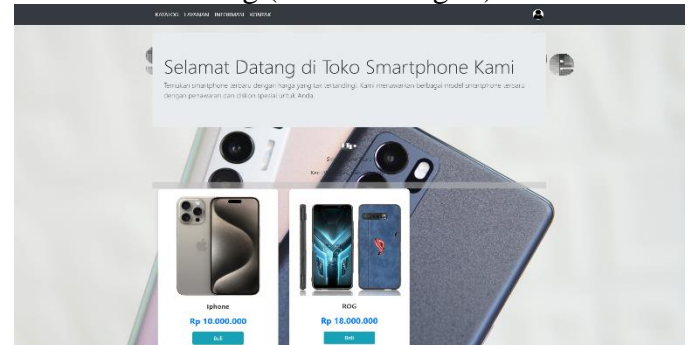 KATALOG LAYANAN INFORMASI KONTAK
Selamat Datang di Toko Smartphone Kami
Temukan smartphone terbaru dengan harga yang tak tertandingi. Kami menawarkan berbagai model smartphone terbaru
dengan penawaran dan diskon spesial untuk Anda.
Iphone ROG
Rp 10.000.000 Rp 18.000.000
Beli Beli